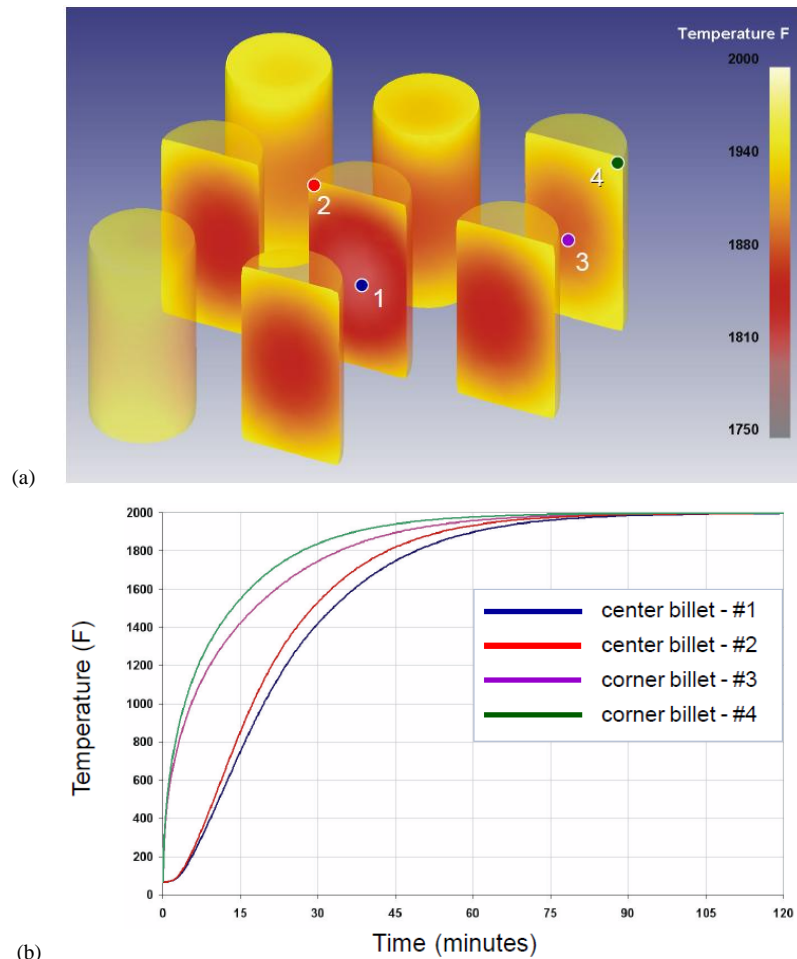 Temperature F
2000
1940
1880
1810
1750
1
2
3
4
(a)
Temperature (F)
2000
1800
1600
1400
1200
1000
800
600
400
200
0
center billet - #1
center billet - #2
corner billet - #3
corner billet - #4
0 15 30 45 60 75 90 105 120
Time (minutes)
(b)